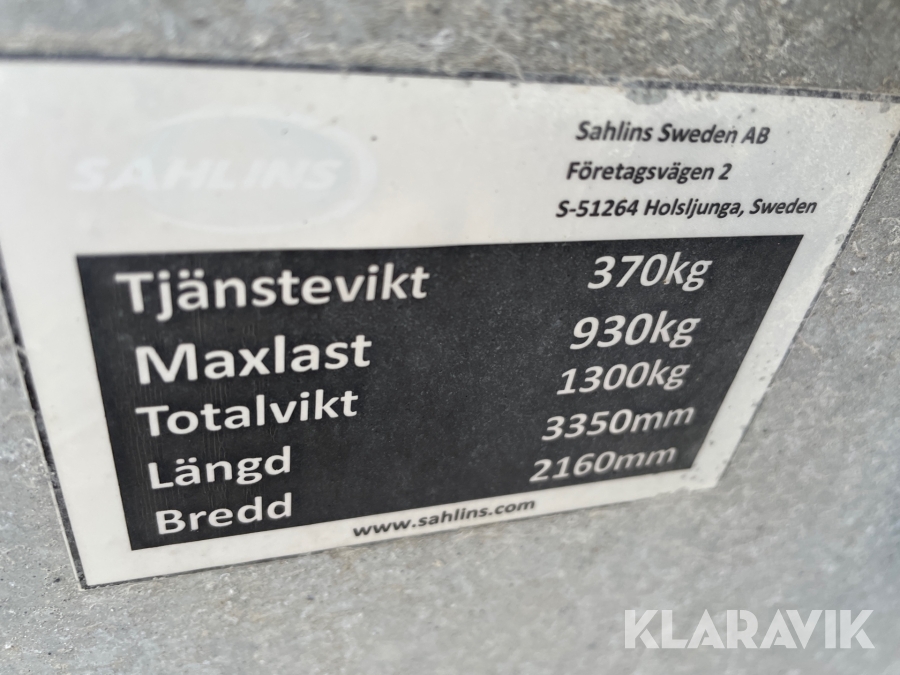 SAHLINS
Sahlins Sweden AB
Företagsvägen 2
S-51264 Holsljunga, Sweden
Tjänstevikt 370kg
Maxlast 930kg
Totalvikt 1300kg
Längd 3350mm
Bredd 2160mm
www.sahlins.com
KLARAVIK